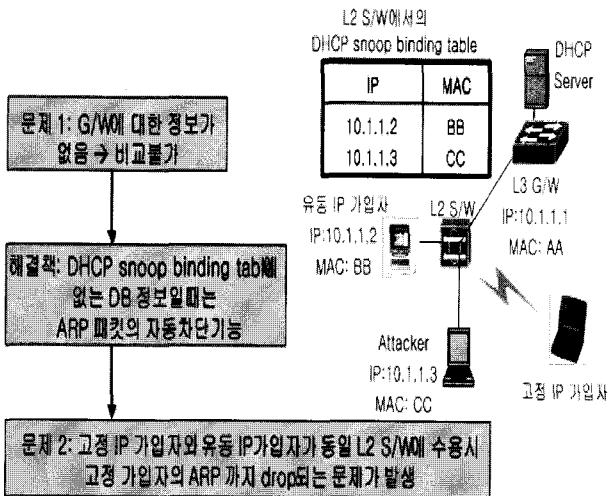 L2 S/W에서의
DHCP snoop binding table
IP MAC
10.1.1.2 BB
10.1.1.3 CC
DHCP
Server
L3 G/W
IP:10.1.1.1
MAC: AA
유동 IP 가입자
IP:10.1.1.2
MAC: BB
L2 S/W
Attacker
IP:10.1.1.3
MAC: CC
고정 IP 가입자
문제 1: G/W에 대한 정보가
없음 → 비교불가
해결책: DHCP snoop binding tab에
없는 DB 정보일때는
ARP 패킷의 자동차단기능
문제 2: 고정 IP 가입자와 유동 IP가입자가 동일 L2 S/W에 수용시
고정 가입자의 ARP 까지 drop되는 문제가 발생